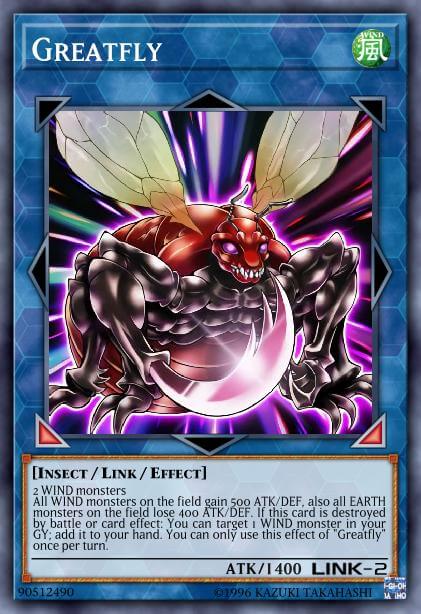 GREATFLY
WIND
風
[INSECT / LINK / EFFECT]
2 WIND monsters
All WIND monsters on the field gain 500 ATK/DEF, also all EARTH
monsters on the field lose 400 ATK/DEF. If this card is destroyed
by battle or card effect: You can target 1 WIND monster in your
GY; add it to your hand. You can only use this effect of "Greatfly"
once per turn.
ATK/1400 LINK-2
90512490
©1996 KAZUKI TAKAHASHI